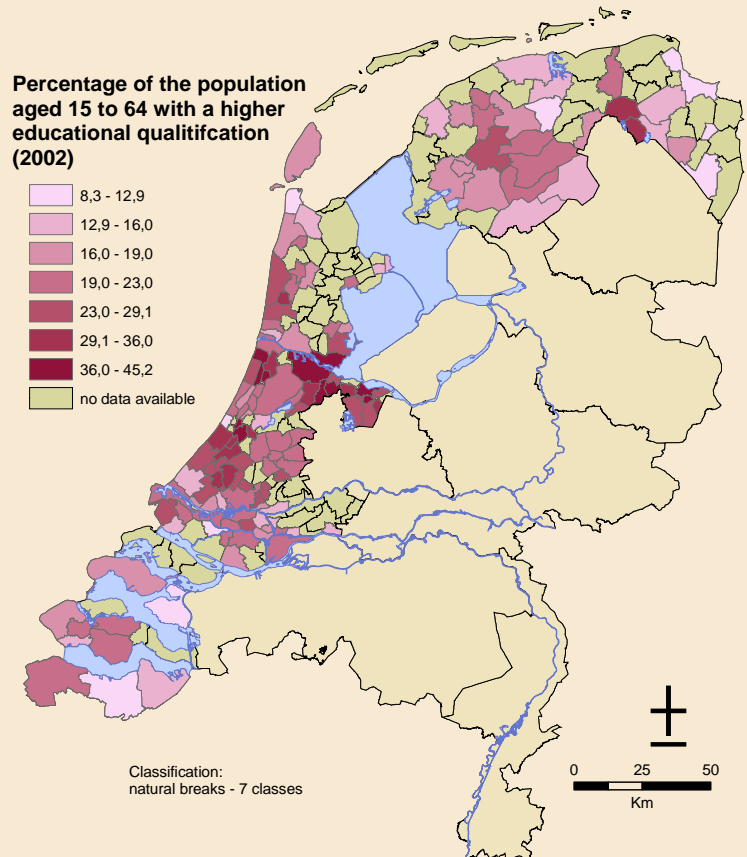 Percentage of the population
aged 15 to 64 with a higher
educational qualitifcation
(2002)
8,3 - 12,9
12,9 - 16,0
16,0 - 19,0
19,0 - 23,0
23,0 - 29,1
29,1 - 36,0
36,0 - 45,2
no data available
Classification:
natural breaks - 7 classes
0 25 50
Km